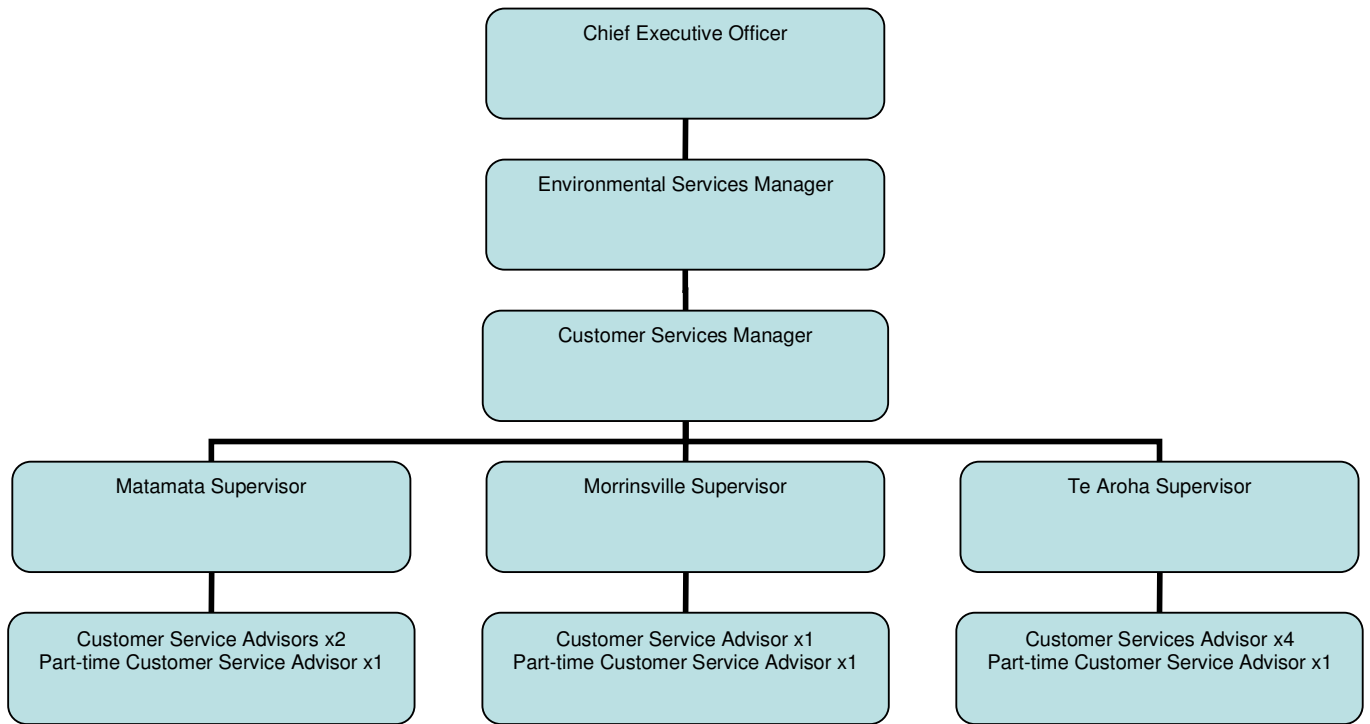 Chief Executive Officer
Environmental Services Manager
Customer Services Manager
Matamata Supervisor
Morrinsville Supervisor
Te Aroha Supervisor
Customer Service Advisors x2
Part-time Customer Service Advisor x1
Customer Service Advisor x1
Part-time Customer Service Advisor x1
Customer Services Advisor x4
Part-time Customer Service Advisor x1